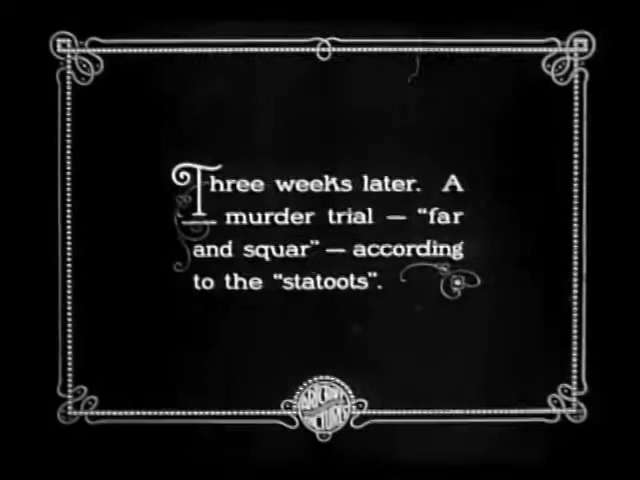 Three weeks later. A
murder trial — "far
and squar" — according
to the "statoots".